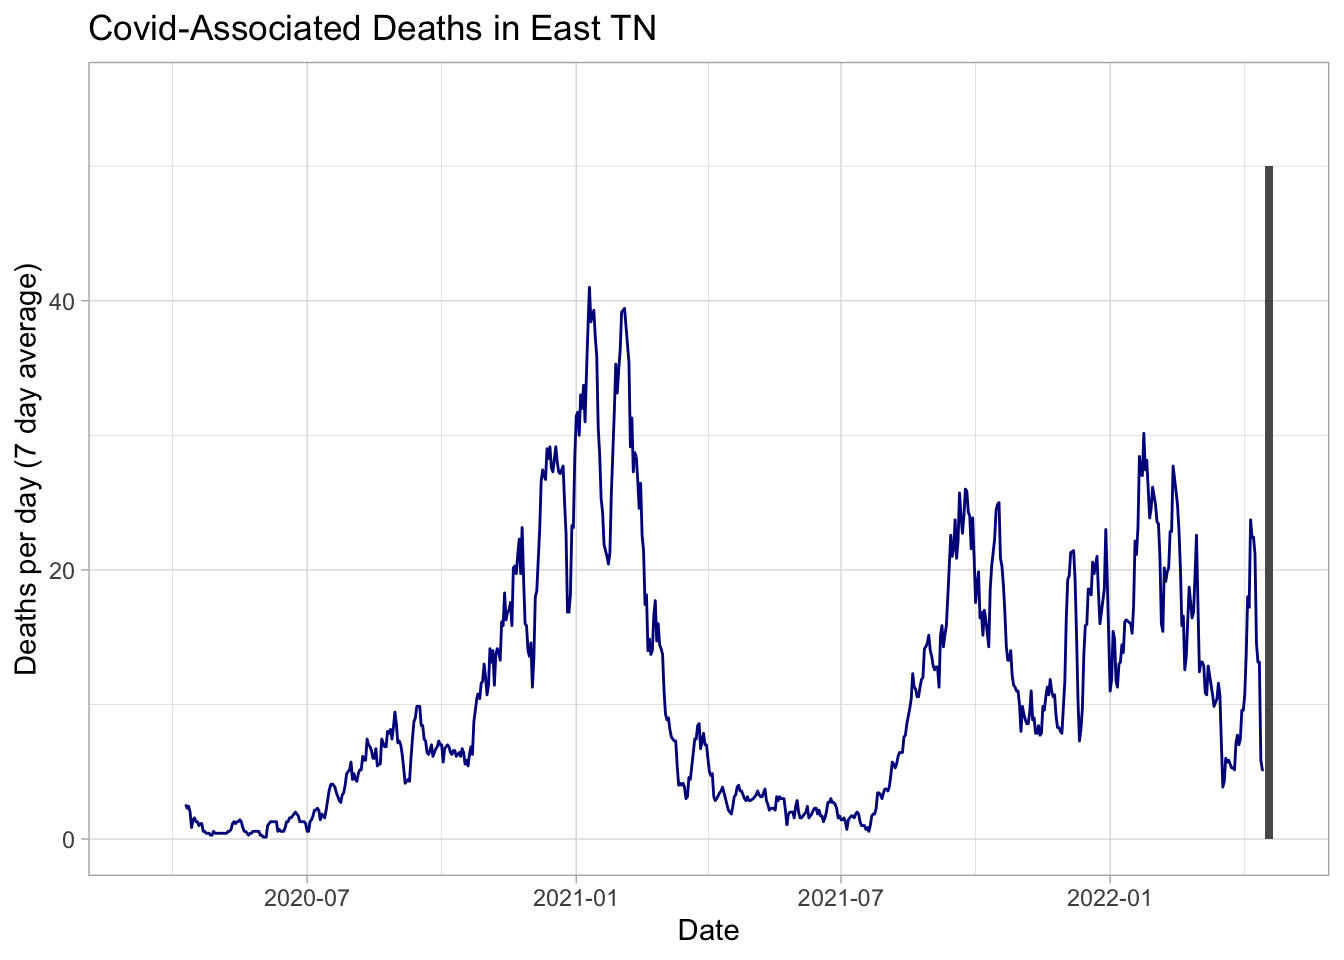 Covid-Associated Deaths in East TN
Deaths per day (7 day average)
40
20
0
2020-07
2021-01
2021-07
2022-01
Date